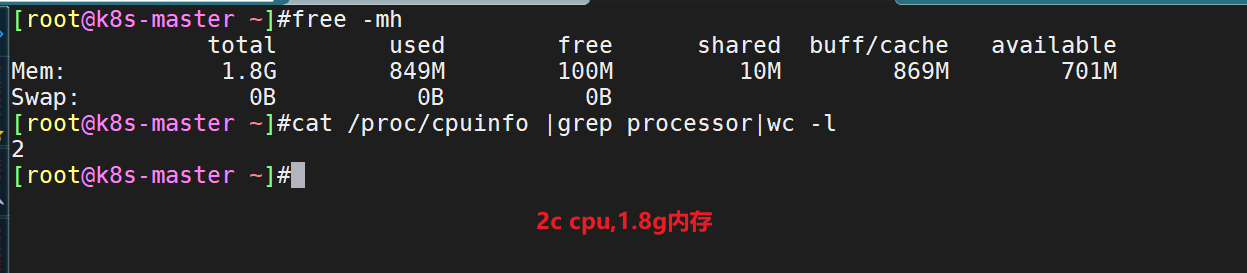 [root@k8s-master ~]#free -mh
total used free shared buff/cache available
Mem: 1.8G 849M 100M 10M 869M 701M
Swap: 0B 0B 0B
[root@k8s-master ~]#cat /proc/cpuinfo |grep processor|wc -l
2
[root@k8s-master ~]#
2c cpu,1.8g内存